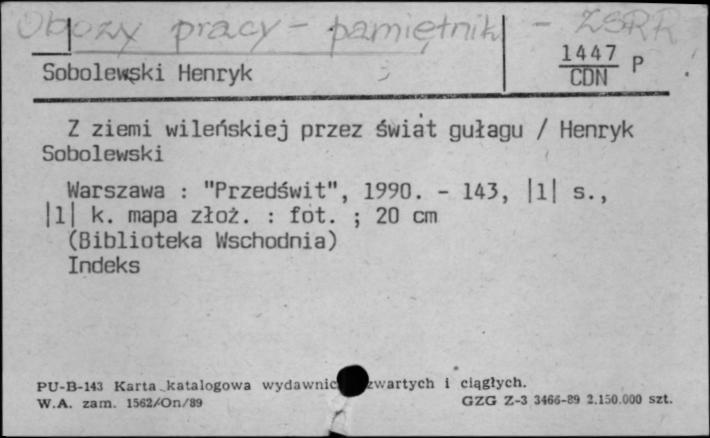 Obozy pracy - pamiętniki - ZSRR
Sobolewski Henryk
1447 P
CDN
Z ziemi wileńskiej przez świat gułagu / Henryk
Sobolewski
Warszawa : "Przedświt", 1990. - 143, |1| s.,
|1| k. mapa złoż. : fot. ; 20 cm
(Biblioteka Wschodnia)
Indeks
PU-B-143 Karta katalogowa wydawnic zwartych i ciągłych.
W.A. zam. 1562/On/89 GZG Z-3 3466-89 2.150.000 szt.